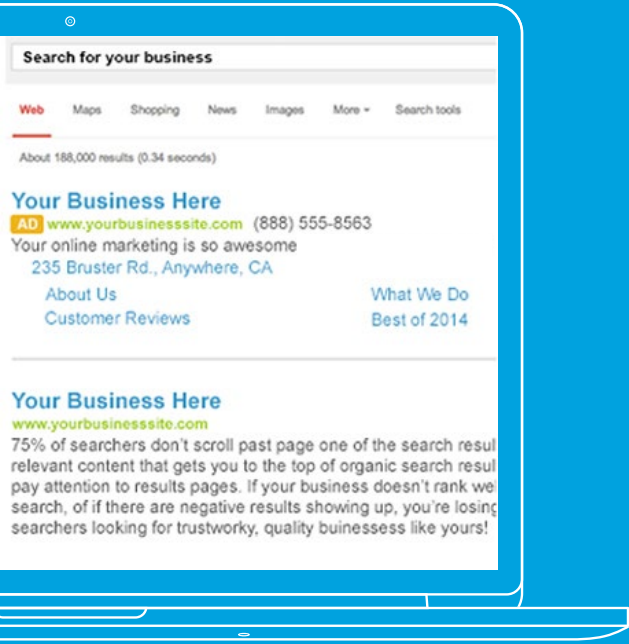 Search for your business
Web Maps Shopping News Images More Search tools
About 188,000 results (0.34 seconds)
Your Business Here
AD www.yourbusinesssite.com (888) 555-8563
Your online marketing is so awesome
235 Bruster Rd., Anywhere, CA
About Us What We Do
Customer Reviews Best of 2014
Your Business Here
www.yourbusinesssite.com
75% of searchers don't scroll past page one of the search resul
relevant content that gets you to the top of organic search resul
pay attention to results pages. If your business doesn't rank we
search, of if there are negative results showing up, you're losing
searchers looking for trustworky, quality buinessess like yours!